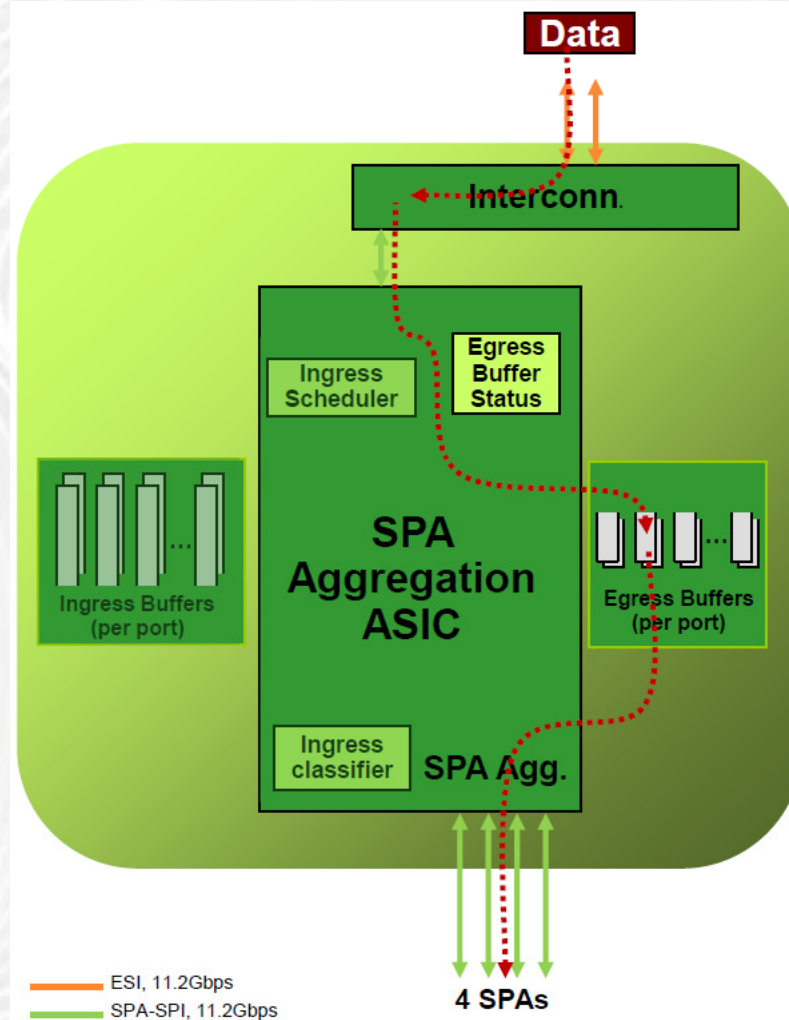 Data
Interconn.
Ingress
Scheduler
Egress
Buffer
Status
SPA
Aggregation
ASIC
...
Ingress Buffers
(per port)
...
Egress Buffers
(per port)
Ingress
classifier
SPA Agg.
4 SPAs
ESI, 11.2Gbps
SPA-SPI, 11.2Gbps